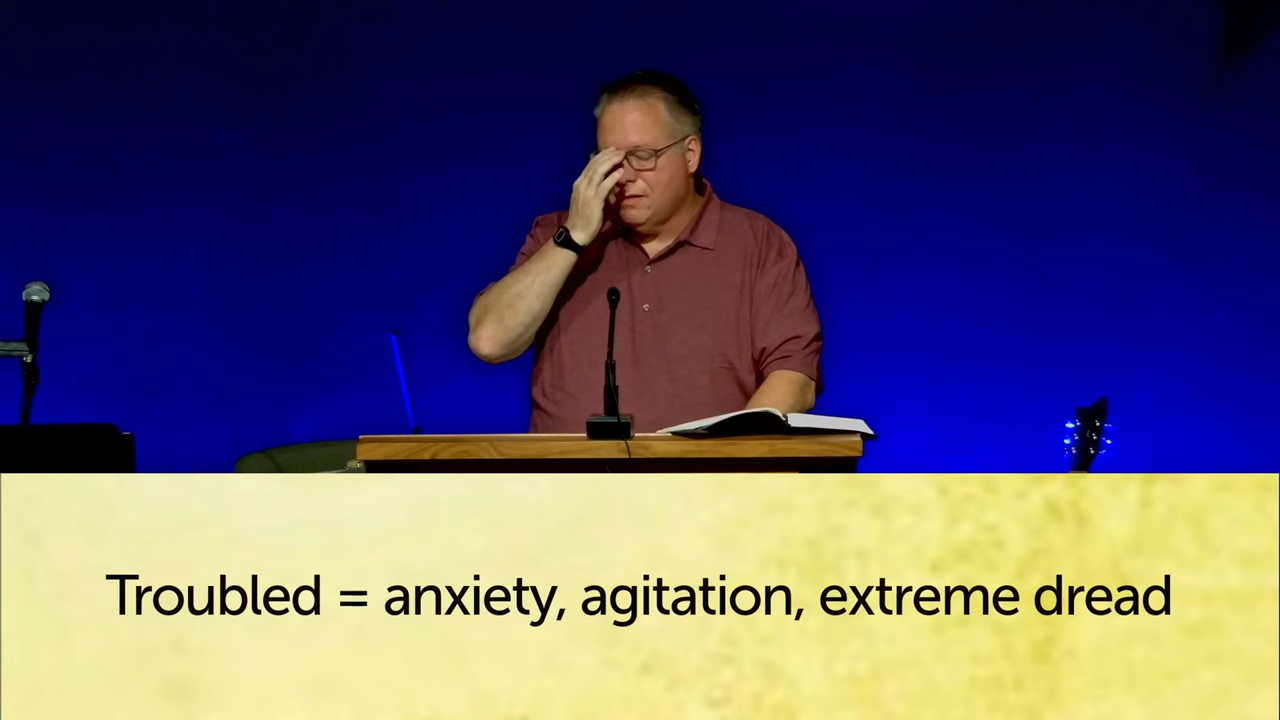 Troubled = anxiety, agitation, extreme dread